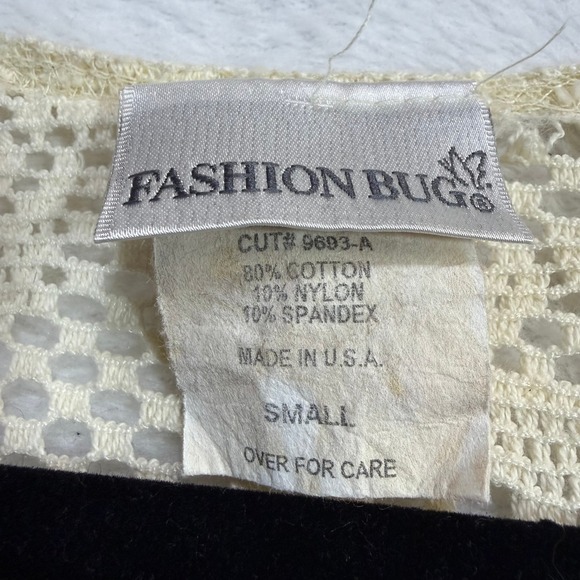 FASHION BUG®
CUT# 9693-A
80% COTTON
10% NYLON
10% SPANDEX
MADE IN U.S.A.
SMALL
OVER FOR CARE